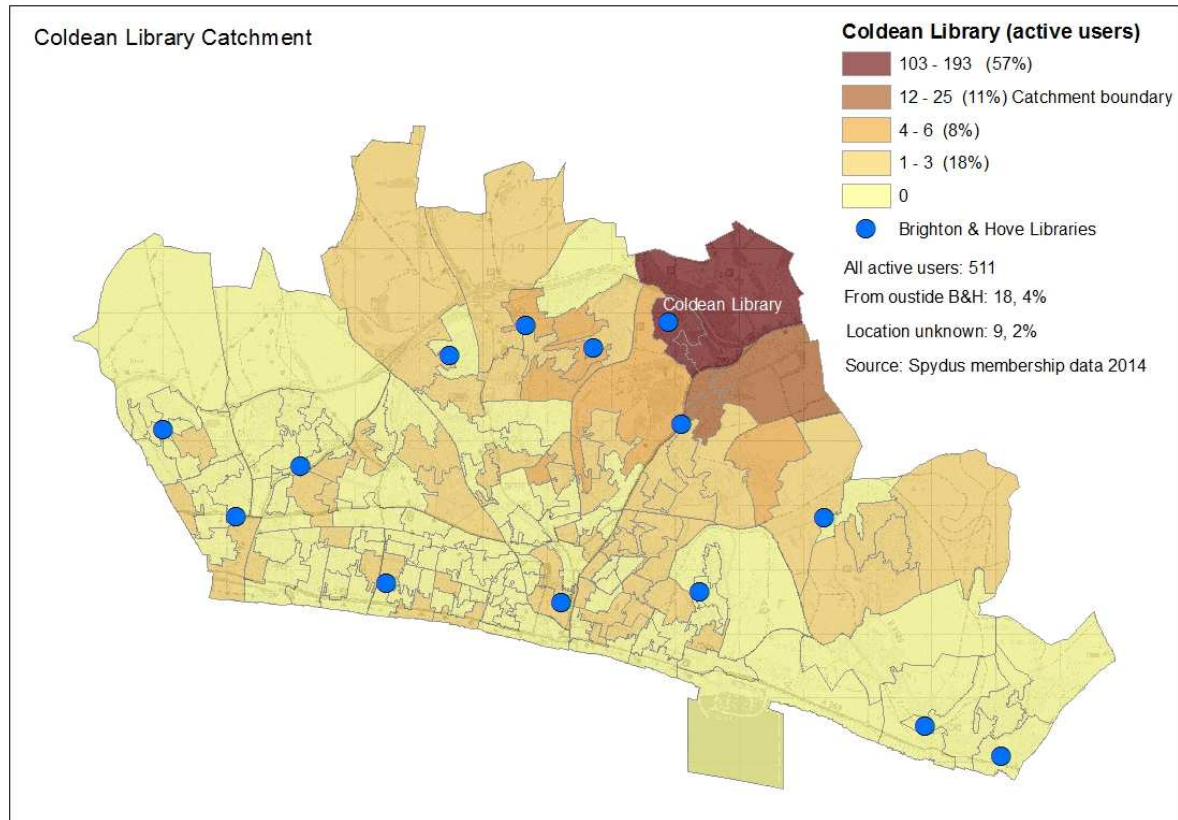 Coldean Library Catchment
Coldean Library (active users)
103 - 193 (57%)
12 - 25 (11%) Catchment boundary
4 - 6 (8%)
1 - 3 (18%)
0
Brighton & Hove Libraries
All active users: 511
From oustide B&H: 18, 4%
Location unknown: 9, 2%
Source: Spydus membership data 2014
Coldean Library